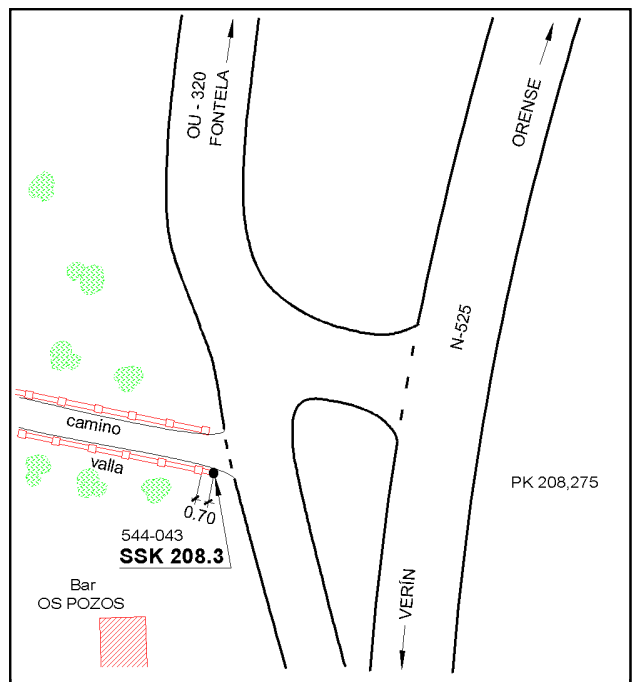 OU - 320
FONTELA
ORENSE
N-525
camino
valla
0.70
PK 208,275
544-043
SSK 208.3
Bar
OS POZOS
VERÍN